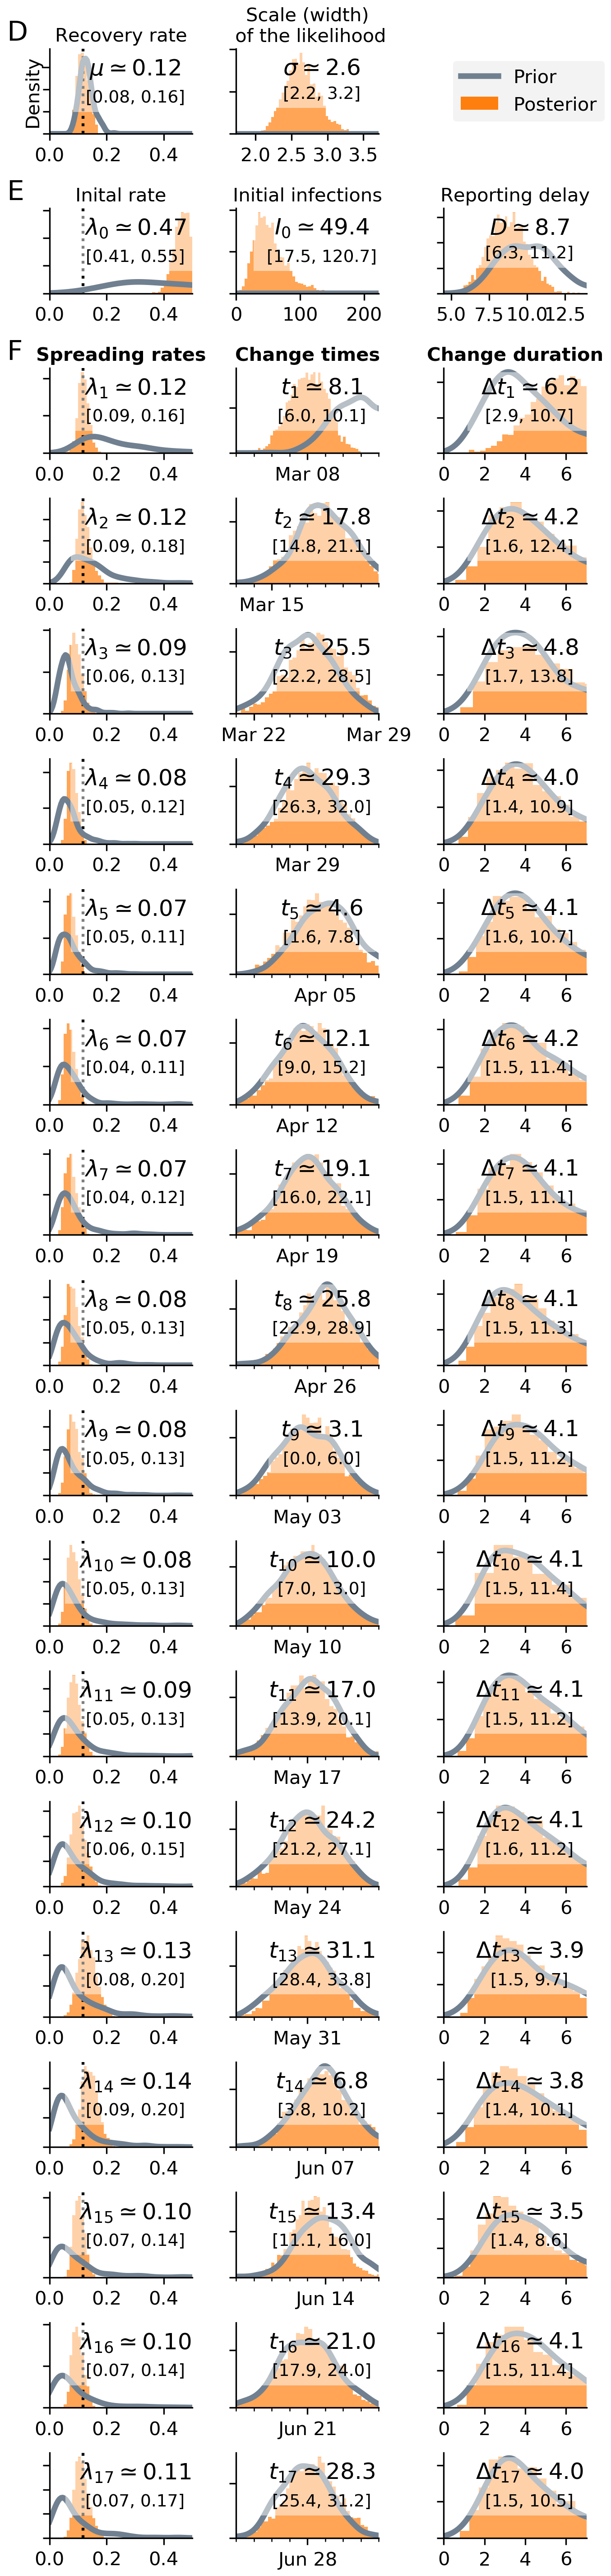 D
Recovery rate
Scale (width)
of the likelihood
Density
μ ≃ 0.12
[0.08, 0.16]
σ ≃ 2.6
[2.2, 3.2]
Prior
Posterior
0.0 0.2 0.4
2.0 2.5 3.0 3.5
E
Inital rate
Initial infections
Reporting delay
λ0 ≃ 0.47
[0.41, 0.55]
I0 ≃ 49.4
[17.5, 120.7]
D ≃ 8.7
[6.3, 11.2]
0.0 0.2 0.4
0 100 200
5.0 7.5 10.0 12.5
F
Spreading rates
Change times
Change duration
λ1 ≃ 0.12
[0.09, 0.16]
t1 ≃ 8.1
[6.0, 10.1]
Δt1 ≃ 6.2
[2.9, 10.7]
0.0 0.2 0.4
Mar 08
0 2 4 6
λ2 ≃ 0.12
[0.09, 0.18]
t2 ≃ 17.8
[14.8, 21.1]
Δt2 ≃ 4.2
[1.6, 12.4]
0.0 0.2 0.4
Mar 15
0 2 4 6
λ3 ≃ 0.09
[0.06, 0.13]
t3 ≃ 25.5
[22.2, 28.5]
Δt3 ≃ 4.8
[1.7, 13.8]
0.0 0.2 0.4
Mar 22 Mar 29
0 2 4 6
λ4 ≃ 0.08
[0.05, 0.12]
t4 ≃ 29.3
[26.3, 32.0]
Δt4 ≃ 4.0
[1.4, 10.9]
0.0 0.2 0.4
Mar 29
0 2 4 6
λ5 ≃ 0.07
[0.05, 0.11]
t5 ≃ 4.6
[1.6, 7.8]
Δt5 ≃ 4.1
[1.6, 10.7]
0.0 0.2 0.4
Apr 05
0 2 4 6
λ6 ≃ 0.07
[0.04, 0.11]
t6 ≃ 12.1
[9.0, 15.2]
Δt6 ≃ 4.2
[1.5, 11.4]
0.0 0.2 0.4
Apr 12
0 2 4 6
λ7 ≃ 0.07
[0.04, 0.12]
t7 ≃ 19.1
[16.0, 22.1]
Δt7 ≃ 4.1
[1.5, 11.1]
0.0 0.2 0.4
Apr 19
0 2 4 6
λ8 ≃ 0.08
[0.05, 0.13]
t8 ≃ 25.8
[22.9, 28.9]
Δt8 ≃ 4.1
[1.5, 11.3]
0.0 0.2 0.4
Apr 26
0 2 4 6
λ9 ≃ 0.08
[0.05, 0.13]
t9 ≃ 3.1
[0.0, 6.0]
Δt9 ≃ 4.1
[1.5, 11.2]
0.0 0.2 0.4
May 03
0 2 4 6
λ10 ≃ 0.08
[0.05, 0.13]
t10 ≃ 10.0
[7.0, 13.0]
Δt10 ≃ 4.1
[1.5, 11.4]
0.0 0.2 0.4
May 10
0 2 4 6
λ11 ≃ 0.09
[0.05, 0.13]
t11 ≃ 17.0
[13.9, 20.1]
Δt11 ≃ 4.1
[1.5, 11.2]
0.0 0.2 0.4
May 17
0 2 4 6
λ12 ≃ 0.10
[0.06, 0.15]
t12 ≃ 24.2
[21.2, 27.1]
Δt12 ≃ 4.1
[1.6, 11.2]
0.0 0.2 0.4
May 24
0 2 4 6
λ13 ≃ 0.13
[0.08, 0.20]
t13 ≃ 31.1
[28.4, 33.8]
Δt13 ≃ 3.9
[1.5, 9.7]
0.0 0.2 0.4
May 31
0 2 4 6
λ14 ≃ 0.14
[0.09, 0.20]
t14 ≃ 6.8
[3.8, 10.2]
Δt14 ≃ 3.8
[1.4, 10.1]
0.0 0.2 0.4
Jun 07
0 2 4 6
λ15 ≃ 0.10
[0.07, 0.14]
t15 ≃ 13.4
[11.1, 16.0]
Δt15 ≃ 3.5
[1.4, 8.6]
0.0 0.2 0.4
Jun 14
0 2 4 6
λ16 ≃ 0.10
[0.07, 0.14]
t16 ≃ 21.0
[17.9, 24.0]
Δt16 ≃ 4.1
[1.5, 11.4]
0.0 0.2 0.4
Jun 21
0 2 4 6
λ17 ≃ 0.11
[0.07, 0.17]
t17 ≃ 28.3
[25.4, 31.2]
Δt17 ≃ 4.0
[1.5, 10.5]
0.0 0.2 0.4
Jun 28
0 2 4 6